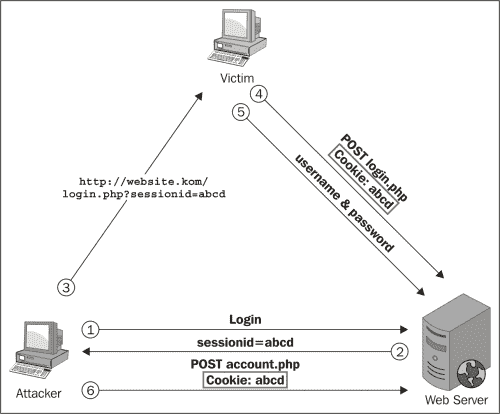 Victim
④
⑤
POST login.php
Cookie: abcd
username & password
http://website.kom/
login.php?sessionid=abcd
③
① Login
sessionid=abcd ②
POST account.php
⑥ Cookie: abcd
Attacker
Web Server